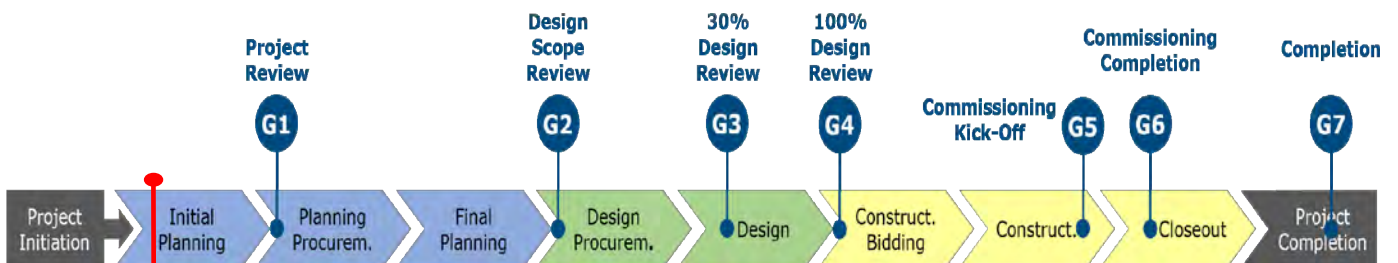 Project
Review
Design
Scope
Review
30%
Design
Review
100%
Design
Review
Commissioning
Kick-Off
Commissioning
Completion
Completion
G1
G2
G3
G4
G5
G6
G7
Project
Initiation
Initial
Planning
Planning
Procurem.
Final
Planning
Design
Procurem.
Design
Construct.
Bidding
Construct.
Closeout
Project
Completion